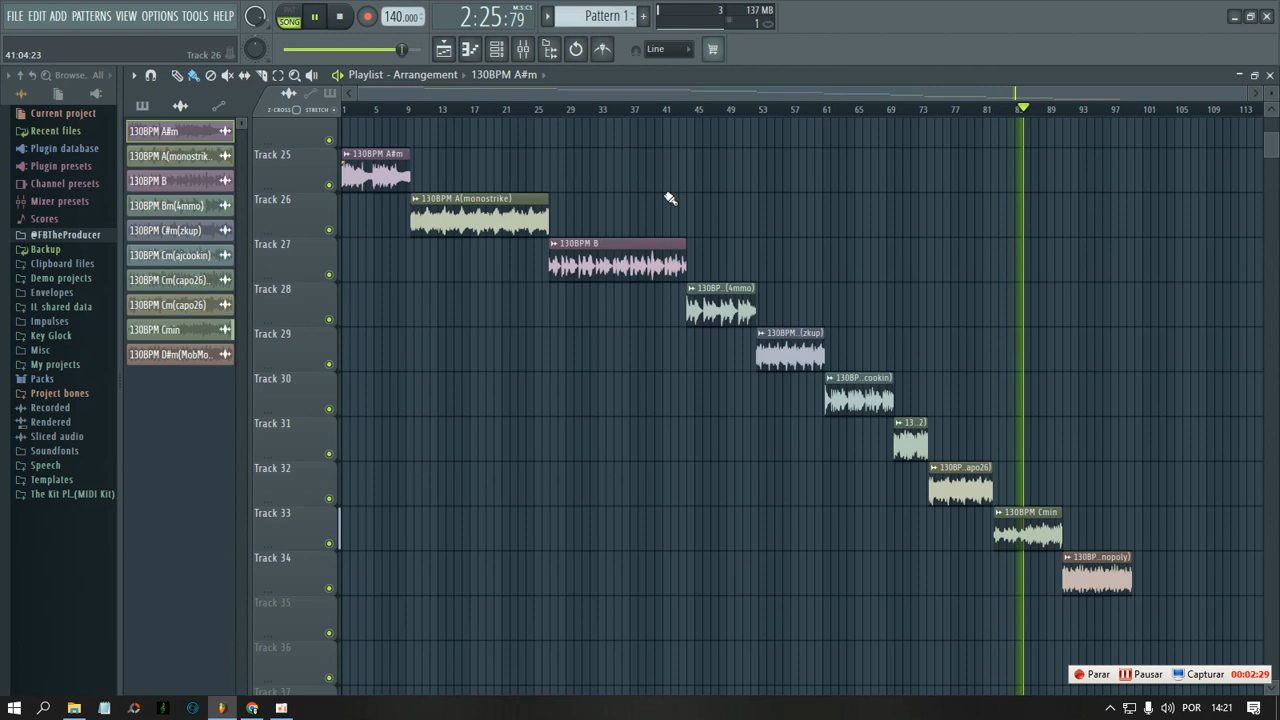 FILE EDIT ADD PATTERNS VIEW OPTIONS TOOLS HELP
PAT
SONG
140.000
2:25:79
M:S:CS
Pattern 1
3
137 MB
1
41:04:23
Track 26
Line
Browse.. All
Playlist - Arrangement
130BPM A#m
Z-CROSS
STRETCH
1 5 9 13 17 21 25 29 33 37 41 45 49 53 57 61 65 69 73 77 81 89 93 97 101 105 109 113
Current project
Recent files
Plugin database
Plugin presets
Channel presets
Mixer presets
Scores
@FBTheProducer
Backup
Clipboard files
Demo projects
Envelopes
IL shared data
Impulses
Key Glock
Misc
My projects
Packs
Project bones
Recorded
Rendered
Sliced audio
Soundfonts
Speech
Templates
The Kit Pl..(MIDI Kit)
130BPM A#m
130BPM A(monostrik..
130BPM B
130BPM Bm(4mmo)
130BPM C#m(zkup)
130BPM Cm(ajcookin)
130BPM Cm(capo26)..
130BPM Cm(capo26)
130BPM Cmin
130BPM D#m(MobMo..
Track 25
130BPM A#m
Track 26
130BPM A(monostrike)
Track 27
130BPM B
Track 28
130BP..(4mmo)
Track 29
130BPM..(zkup)
Track 30
130BP..cookin)
Track 31
13..2)
Track 32
130BP..apo26)
Track 33
130BPM Cmin
Track 34
130BP..nopoly)
Track 35
Track 36
Track 37
Parar
Pausar
Capturar
00:02:29
POR
14:21